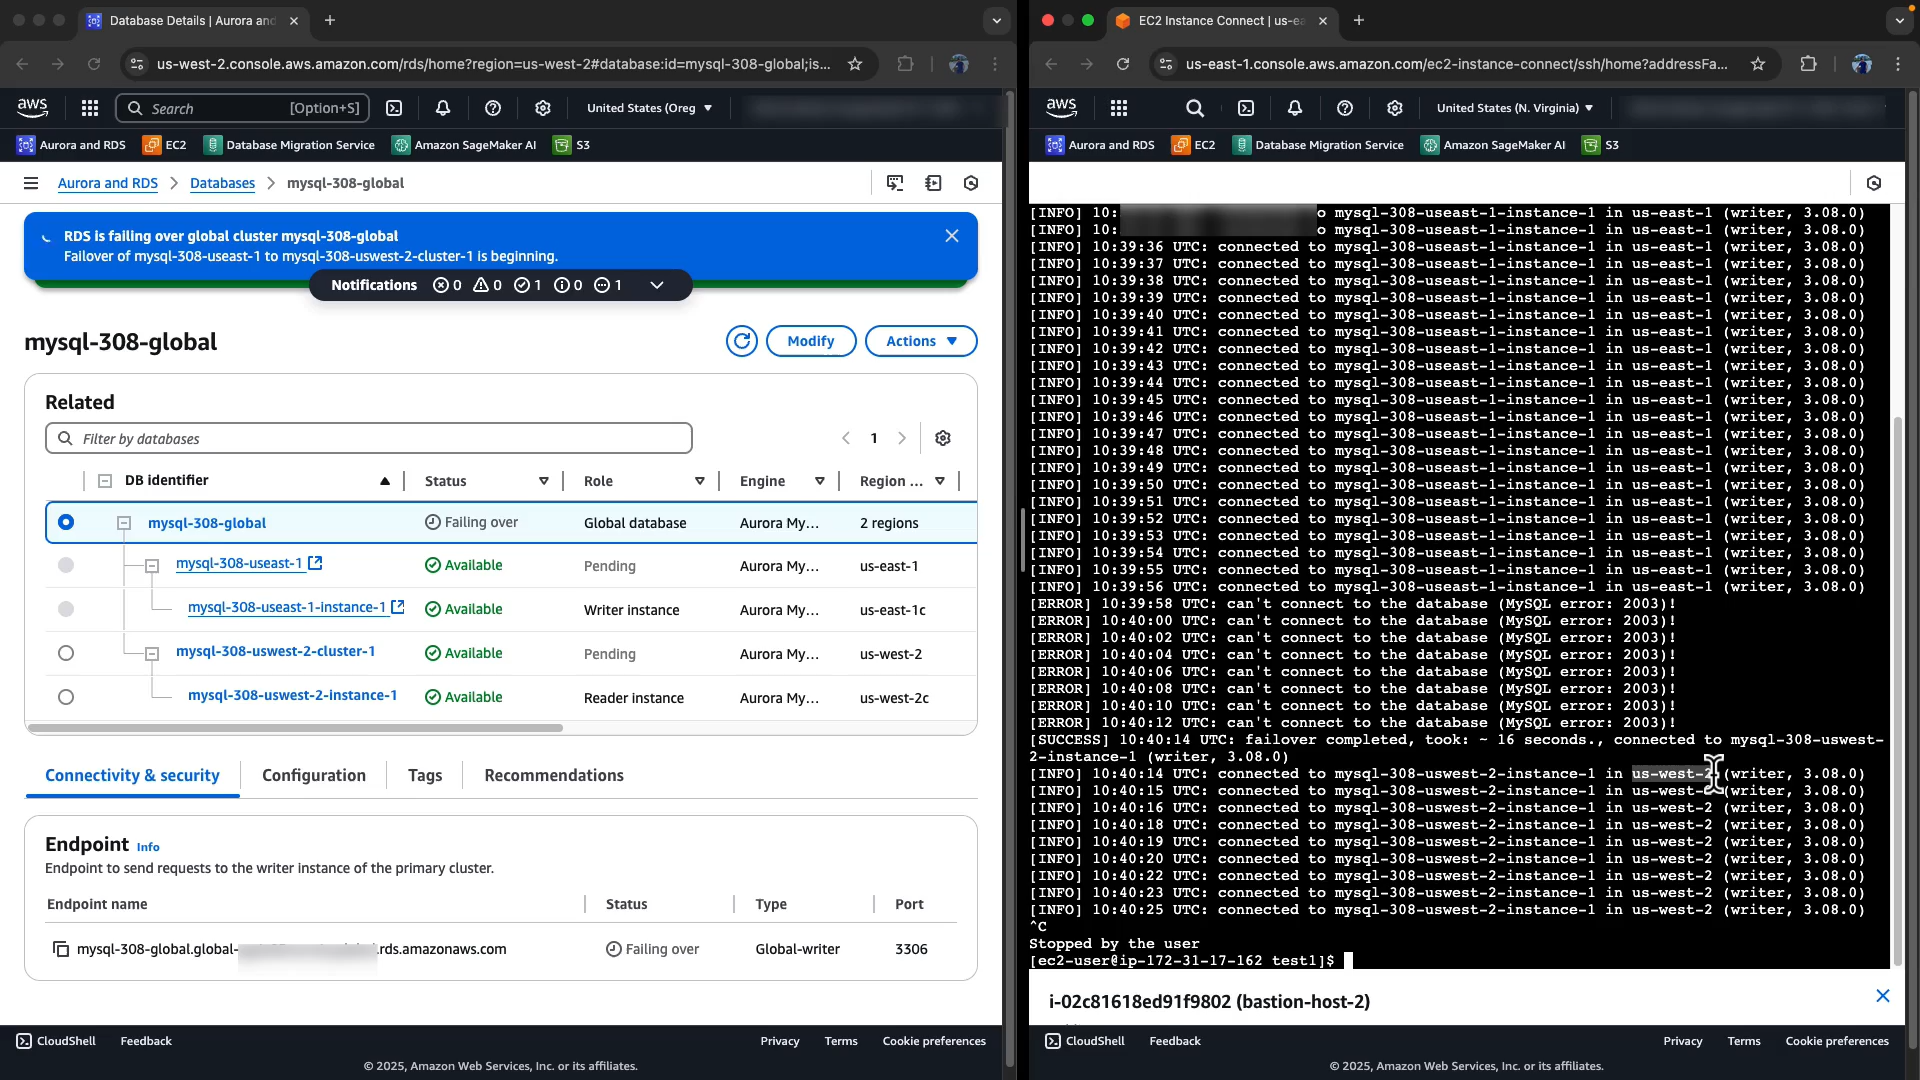 Database Details | Aurora and
us-west-2.console.aws.amazon.com/rds/home?region=us-west-2#database:id=mysql-308-global;is...
aws
Search
[Option+S]
United States (Oreg
Aurora and RDS
EC2
Database Migration Service
Amazon SageMaker AI
S3
Aurora and RDS
Databases
mysql-308-global
RDS is failing over global cluster mysql-308-global
Failover of mysql-308-useast-1 to mysql-308-uswest-2-cluster-1 is beginning.
Notifications 0 0 1 0 1
mysql-308-global
Modify
Actions
Related
Filter by databases
1
DB identifier Status Role Engine Region ...
mysql-308-global Failing over Global database Aurora My... 2 regions
mysql-308-useast-1 Available Pending Aurora My... us-east-1
mysql-308-useast-1-instance-1 Available Writer instance Aurora My... us-east-1c
mysql-308-uswest-2-cluster-1 Available Pending Aurora My... us-west-2
mysql-308-uswest-2-instance-1 Available Reader instance Aurora My... us-west-2c
Connectivity & security
Configuration
Tags
Recommendations
Endpoint Info
Endpoint to send requests to the writer instance of the primary cluster.
Endpoint name Status Type Port
mysql-308-global.global- .rds.amazonaws.com Failing over Global-writer 3306
CloudShell
Feedback
Privacy
Terms
Cookie preferences
© 2025, Amazon Web Services, Inc. or its affiliates.
EC2 Instance Connect | us-ea
us-east-1.console.aws.amazon.com/ec2-instance-connect/ssh/home?addressFa...
aws
United States (N. Virginia)
Aurora and RDS
EC2
Database Migration Service
Amazon SageMaker AI
S3
[INFO] 10: o mysql-308-useast-1-instance-1 in us-east-1 (writer, 3.08.0)
[INFO] 10: o mysql-308-useast-1-instance-1 in us-east-1 (writer, 3.08.0)
[INFO] 10:39:36 UTC: connected to mysql-308-useast-1-instance-1 in us-east-1 (writer, 3.08.0)
[INFO] 10:39:37 UTC: connected to mysql-308-useast-1-instance-1 in us-east-1 (writer, 3.08.0)
[INFO] 10:39:38 UTC: connected to mysql-308-useast-1-instance-1 in us-east-1 (writer, 3.08.0)
[INFO] 10:39:39 UTC: connected to mysql-308-useast-1-instance-1 in us-east-1 (writer, 3.08.0)
[INFO] 10:39:40 UTC: connected to mysql-308-useast-1-instance-1 in us-east-1 (writer, 3.08.0)
[INFO] 10:39:41 UTC: connected to mysql-308-useast-1-instance-1 in us-east-1 (writer, 3.08.0)
[INFO] 10:39:42 UTC: connected to mysql-308-useast-1-instance-1 in us-east-1 (writer, 3.08.0)
[INFO] 10:39:43 UTC: connected to mysql-308-useast-1-instance-1 in us-east-1 (writer, 3.08.0)
[INFO] 10:39:44 UTC: connected to mysql-308-useast-1-instance-1 in us-east-1 (writer, 3.08.0)
[INFO] 10:39:45 UTC: connected to mysql-308-useast-1-instance-1 in us-east-1 (writer, 3.08.0)
[INFO] 10:39:46 UTC: connected to mysql-308-useast-1-instance-1 in us-east-1 (writer, 3.08.0)
[INFO] 10:39:47 UTC: connected to mysql-308-useast-1-instance-1 in us-east-1 (writer, 3.08.0)
[INFO] 10:39:48 UTC: connected to mysql-308-useast-1-instance-1 in us-east-1 (writer, 3.08.0)
[INFO] 10:39:49 UTC: connected to mysql-308-useast-1-instance-1 in us-east-1 (writer, 3.08.0)
[INFO] 10:39:50 UTC: connected to mysql-308-useast-1-instance-1 in us-east-1 (writer, 3.08.0)
[INFO] 10:39:51 UTC: connected to mysql-308-useast-1-instance-1 in us-east-1 (writer, 3.08.0)
[INFO] 10:39:52 UTC: connected to mysql-308-useast-1-instance-1 in us-east-1 (writer, 3.08.0)
[INFO] 10:39:53 UTC: connected to mysql-308-useast-1-instance-1 in us-east-1 (writer, 3.08.0)
[INFO] 10:39:54 UTC: connected to mysql-308-useast-1-instance-1 in us-east-1 (writer, 3.08.0)
[INFO] 10:39:55 UTC: connected to mysql-308-useast-1-instance-1 in us-east-1 (writer, 3.08.0)
[INFO] 10:39:56 UTC: connected to mysql-308-useast-1-instance-1 in us-east-1 (writer, 3.08.0)
[ERROR] 10:39:58 UTC: can't connect to the database (MySQL error: 2003)!
[ERROR] 10:40:00 UTC: can't connect to the database (MySQL error: 2003)!
[ERROR] 10:40:02 UTC: can't connect to the database (MySQL error: 2003)!
[ERROR] 10:40:04 UTC: can't connect to the database (MySQL error: 2003)!
[ERROR] 10:40:06 UTC: can't connect to the database (MySQL error: 2003)!
[ERROR] 10:40:08 UTC: can't connect to the database (MySQL error: 2003)!
[ERROR] 10:40:10 UTC: can't connect to the database (MySQL error: 2003)!
[ERROR] 10:40:12 UTC: can't connect to the database (MySQL error: 2003)!
[SUCCESS] 10:40:14 UTC: failover completed, took: ~ 16 seconds., connected to mysql-308-uswest-
2-instance-1 (writer, 3.08.0)
[INFO] 10:40:14 UTC: connected to mysql-308-uswest-2-instance-1 in us-west-2 (writer, 3.08.0)
[INFO] 10:40:15 UTC: connected to mysql-308-uswest-2-instance-1 in us-west-2 (writer, 3.08.0)
[INFO] 10:40:16 UTC: connected to mysql-308-uswest-2-instance-1 in us-west-2 (writer, 3.08.0)
[INFO] 10:40:18 UTC: connected to mysql-308-uswest-2-instance-1 in us-west-2 (writer, 3.08.0)
[INFO] 10:40:19 UTC: connected to mysql-308-uswest-2-instance-1 in us-west-2 (writer, 3.08.0)
[INFO] 10:40:20 UTC: connected to mysql-308-uswest-2-instance-1 in us-west-2 (writer, 3.08.0)
[INFO] 10:40:22 UTC: connected to mysql-308-uswest-2-instance-1 in us-west-2 (writer, 3.08.0)
[INFO] 10:40:23 UTC: connected to mysql-308-uswest-2-instance-1 in us-west-2 (writer, 3.08.0)
[INFO] 10:40:25 UTC: connected to mysql-308-uswest-2-instance-1 in us-west-2 (writer, 3.08.0)
^C
Stopped by the user
[ec2-user@ip-172-31-17-162 test1]$
i-02c81618ed91f9802 (bastion-host-2)
CloudShell
Feedback
Privacy
Terms
Cookie preferences
© 2025, Amazon Web Services, Inc. or its affiliates.